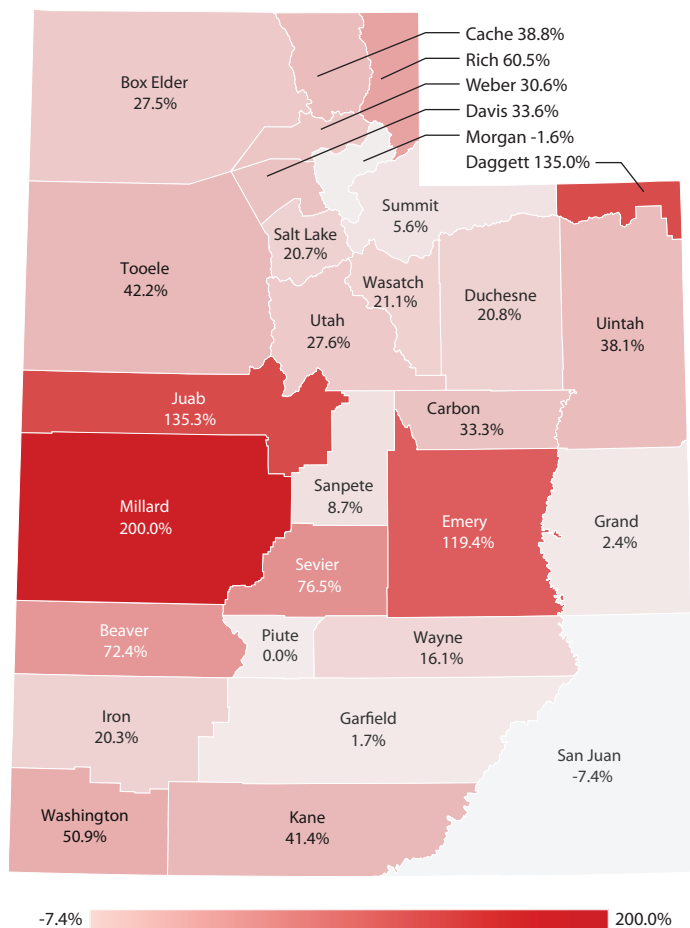 Cache 38.8%
Rich 60.5%
Weber 30.6%
Davis 33.6%
Morgan -1.6%
Daggett 135.0%
Box Elder
27.5%
Summit
5.6%
Salt Lake
20.7%
Tooele
42.2%
Wasatch
21.1%
Duchesne
20.8%
Uintah
38.1%
Utah
27.6%
Juab
135.3%
Carbon
33.3%
Sanpete
8.7%
Millard
200.0%
Emery
119.4%
Grand
2.4%
Sevier
76.5%
Beaver
72.4%
Piute
0.0%
Wayne
16.1%
Iron
20.3%
Garfield
1.7%
San Juan
-7.4%
Washington
50.9%
Kane
41.4%
-7.4%
200.0%